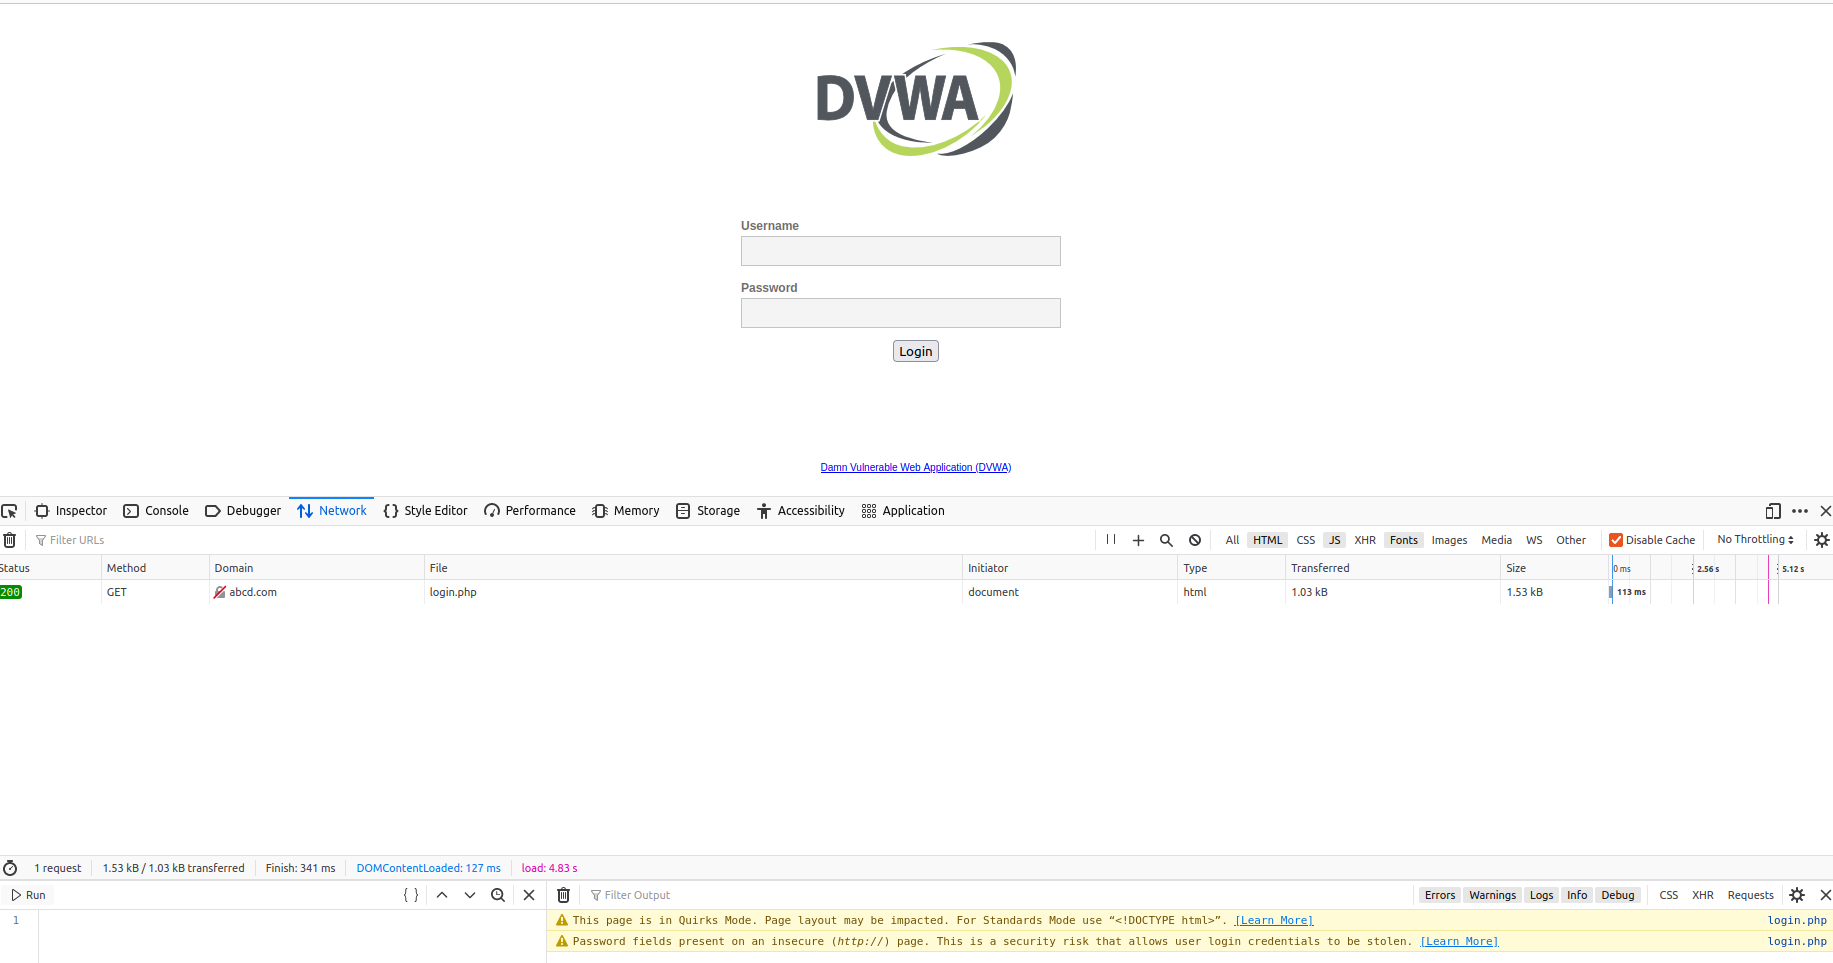 DVWA
Username
Password
Login
Damn Vulnerable Web Application (DVWA)
Inspector Console Debugger Network {} Style Editor Performance Memory Storage Accessibility Application
Filter URLs All HTML CSS JS XHR Fonts Images Media WS Other Disable Cache No Throttling
Status Method Domain File Initiator Type Transferred Size 0 ms 2.56 s 5.12 s
200 GET abcd.com login.php document html 1.03 kB 1.53 kB 113 ms
1 request 1.53 kB / 1.03 kB transferred Finish: 341 ms DOMContentLoaded: 127 ms load: 4.83 s
Run { } Filter Output Errors Warnings Logs Info Debug CSS XHR Requests
1 This page is in Quirks Mode. Page layout may be impacted. For Standards Mode use “<!DOCTYPE html>”. [Learn More] login.php
Password fields present on an insecure (http://) page. This is a security risk that allows user login credentials to be stolen. [Learn More] login.php